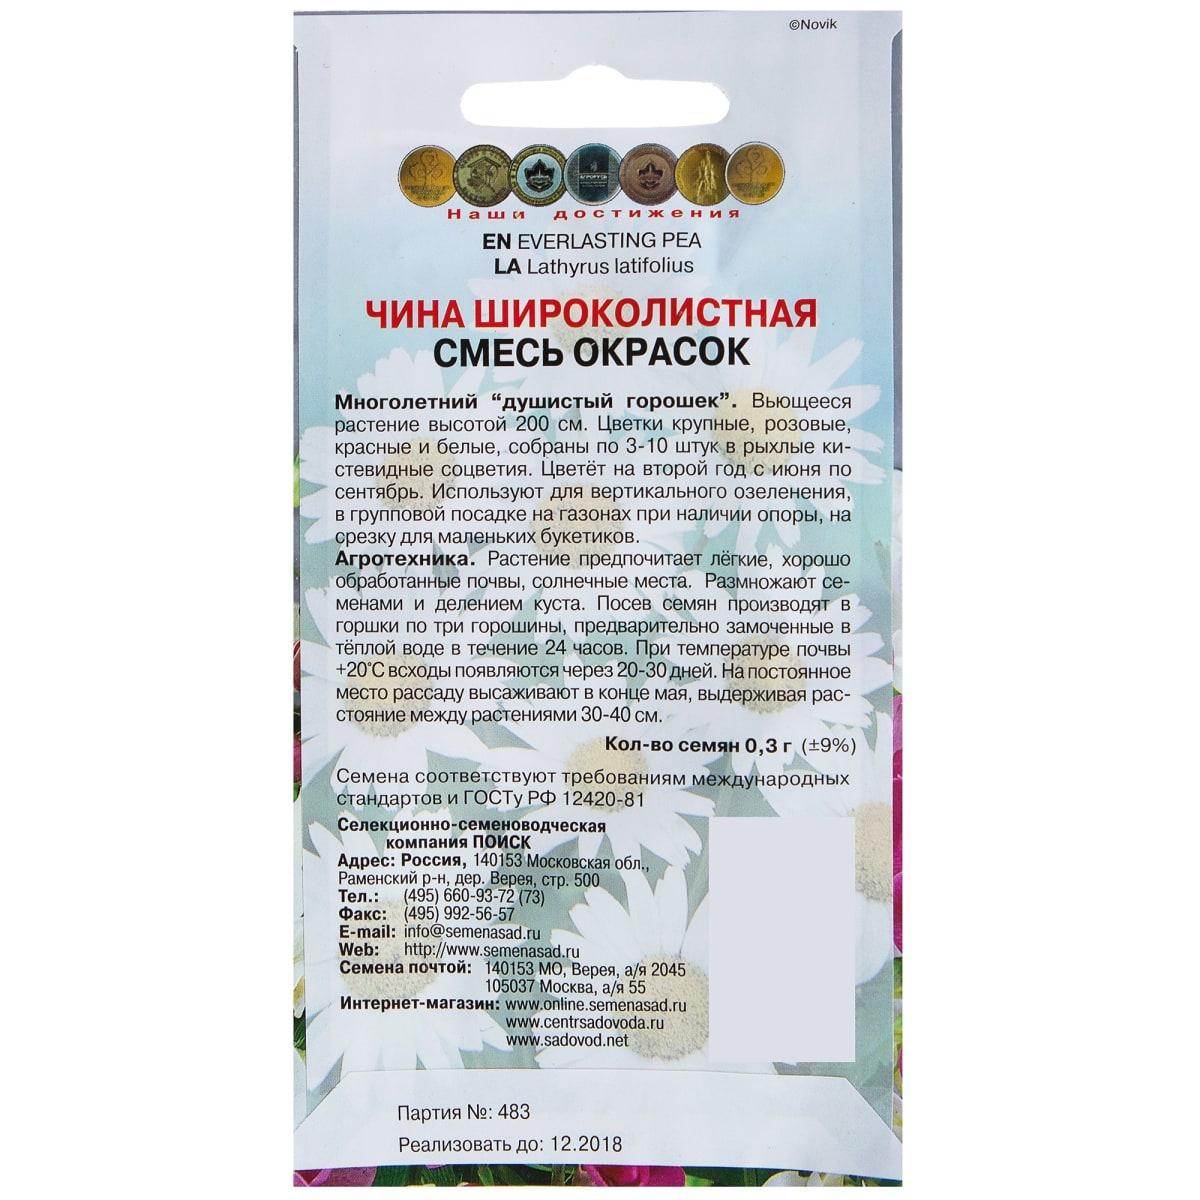 ©Novik
АГРОРУСЬ
Наши достижения
EN EVERLASTING PEA
LA Lathyrus latifolius
ЧИНА ШИРОКОЛИСТНАЯ
СМЕСЬ ОКРАСОК
Многолетний “душистый горошек”. Вьющееся
растение высотой 200 см. Цветки крупные, розовые,
красные и белые, собраны по 3-10 штук в рыхлые ки-
стевидные соцветия. Цветёт на второй год с июня по
сентябрь. Используют для вертикального озеленения,
в групповой посадке на газонах при наличии опоры, на
срезку для маленьких букетиков.
Агротехника. Растение предпочитает лёгкие, хорошо
обработанные почвы, солнечные места. Размножают се-
менами и делением куста. Посев семян производят в
горшки по три горошины, предварительно замоченные в
тёплой воде в течение 24 часов. При температуре почвы
+20°С всходы появляются через 20-30 дней. На постоянное
место рассаду высаживают в конце мая, выдерживая рас-
стояние между растениями 30-40 см.
Кол-во семян 0,3 г (±9%)
Семена соответствуют требованиям международных
стандартов и ГОСТу РФ 12420-81
Селекционно-семеноводческая
компания ПОИСК
Адрес: Россия, 140153 Московская обл.,
Раменский р-н, дер. Верея, стр. 500
Тел.: (495) 660-93-72 (73)
Факс: (495) 992-56-57
E-mail: info@semenasad.ru
Web: http://www.semenasad.ru
Семена почтой: 140153 МО, Верея, а/я 2045
105037 Москва, а/я 55
Интернет-магазин: www.online.semenasad.ru
www.centrsadovoda.ru
www.sadovod.net
Партия №: 483
Реализовать до: 12.2018